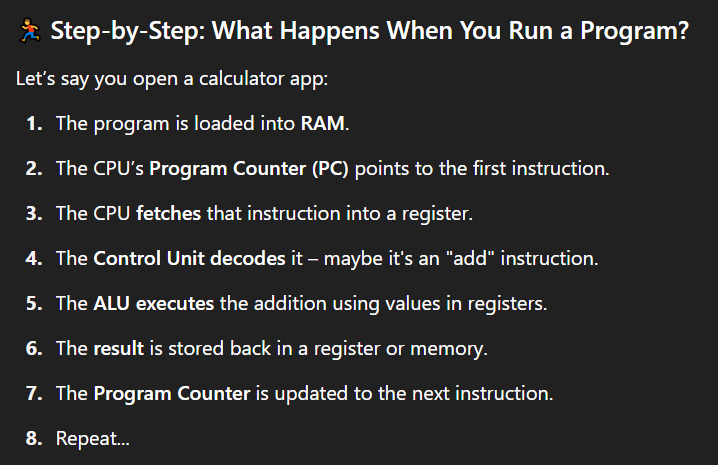 Step-by-Step: What Happens When You Run a Program?
Let’s say you open a calculator app:
1. The program is loaded into RAM.
2. The CPU’s Program Counter (PC) points to the first instruction.
3. The CPU fetches that instruction into a register.
4. The Control Unit decodes it – maybe it's an "add" instruction.
5. The ALU executes the addition using values in registers.
6. The result is stored back in a register or memory.
7. The Program Counter is updated to the next instruction.
8. Repeat...